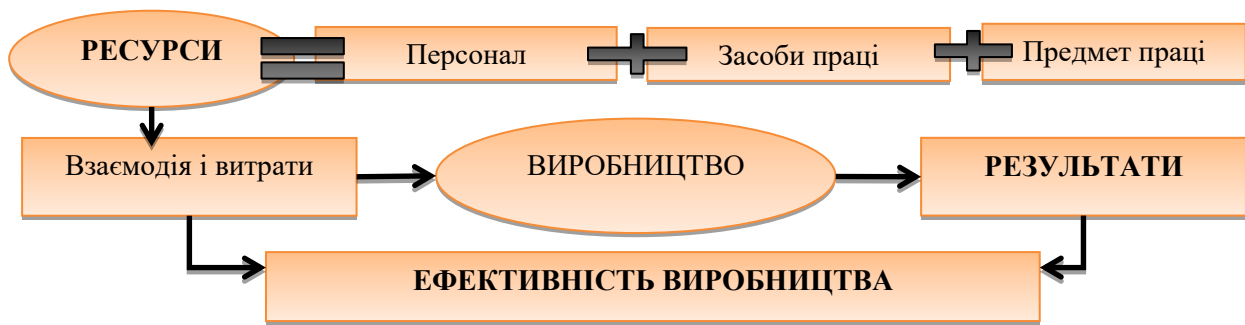 РЕСУРСИ
Персонал
Засоби праці
Предмет праці
Взаємодія і витрати
ВИРОБНИЦТВО
РЕЗУЛЬТАТИ
ЕФЕКТИВНІСТЬ ВИРОБНИЦТВА